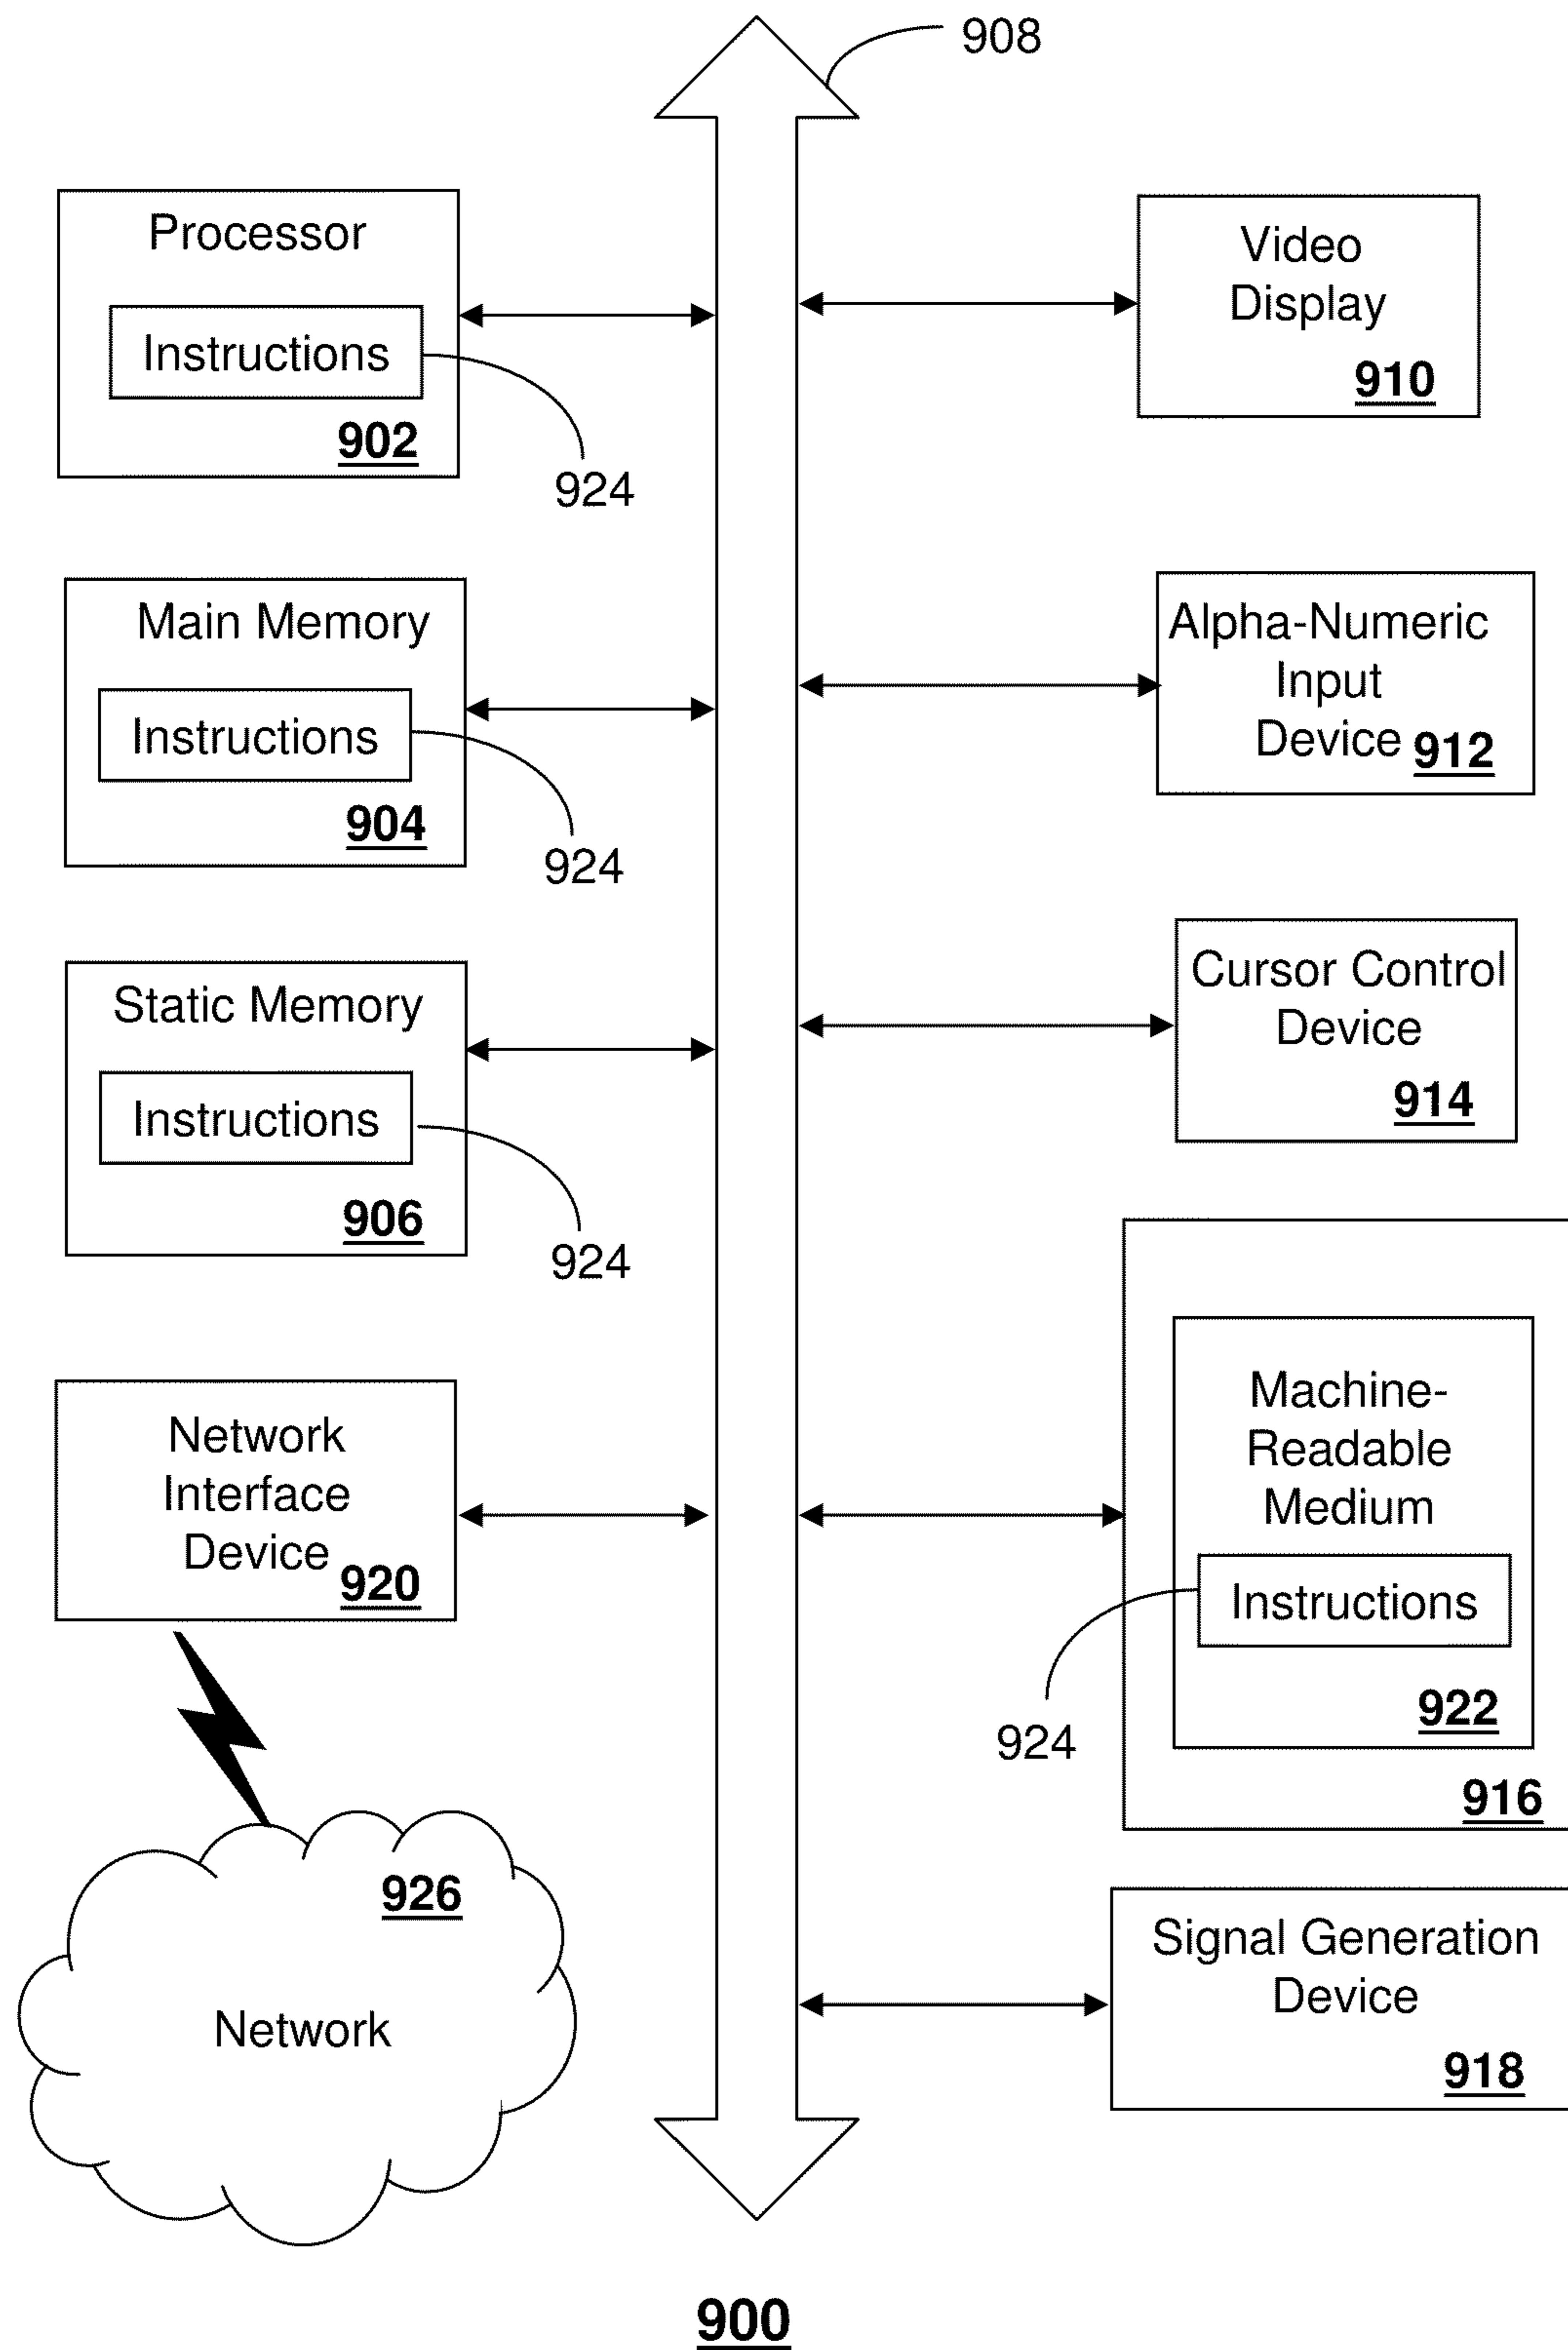 908
Processor
Instructions
902
924
Video
Display
910
Main Memory
Instructions
904
924
Alpha-Numeric
Input
Device 912
Static Memory
Instructions
906
924
Cursor Control
Device
914
Network
Interface
Device
920
Machine-
Readable
Medium
Instructions
922
924
916
926
Network
Signal Generation
Device
918
900